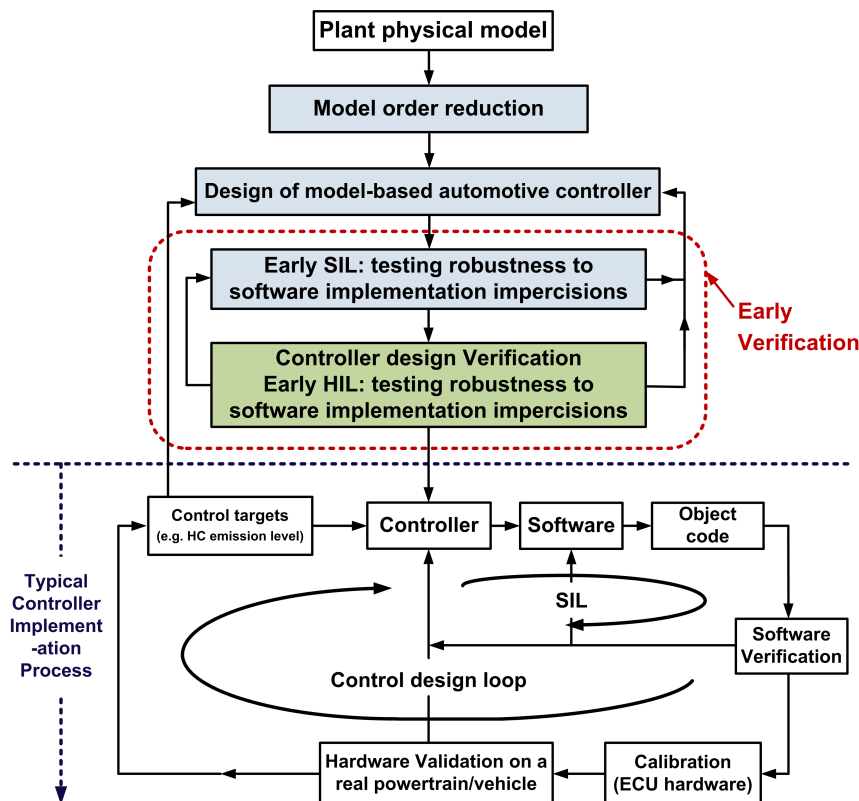 Plant physical model
Model order reduction
Design of model-based automotive controller
Early SIL: testing robustness to
software implementation impercisions
Early
Verification
Controller design Verification
Early HIL: testing robustness to
software implementation impercisions
Control targets
(e.g. HC emission level)
Controller
Software
Object
code
Typical
Controller
Implement
-ation
Process
SIL
Software
Verification
Control design loop
Hardware Validation on a
real powertrain/vehicle
Calibration
(ECU hardware)